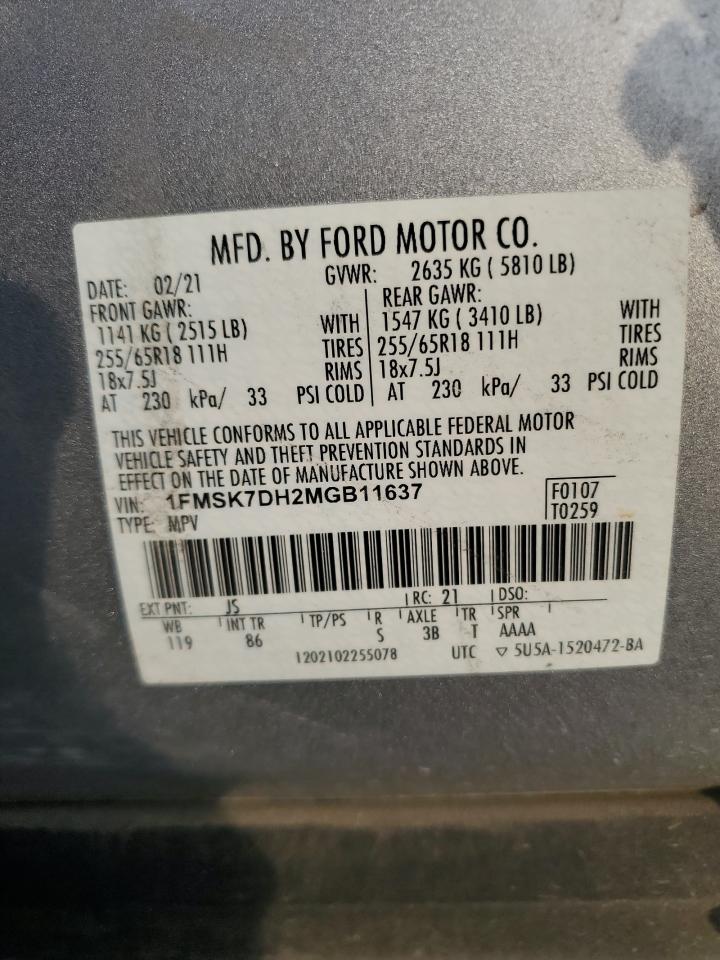 MFD. BY FORD MOTOR CO.
DATE: 02/21 GVWR: 2635 KG ( 5810 LB)
FRONT GAWR: REAR GAWR:
1141 KG ( 2515 LB) WITH 1547 KG ( 3410 LB) WITH
255/65R18 111H TIRES 255/65R18 111H TIRES
18x7.5J RIMS 18x7.5J RIMS
AT 230 kPa/ 33 PSI COLD AT 230 kPa/ 33 PSI COLD
THIS VEHICLE CONFORMS TO ALL APPLICABLE FEDERAL MOTOR
VEHICLE SAFETY AND THEFT PREVENTION STANDARDS IN
EFFECT ON THE DATE OF MANUFACTURE SHOWN ABOVE.
VIN: 1FMSK7DH2MGB11637 F0107
TYPE: MPV T0259
EXT PNT: JS RC: 21 DSO:
WB INT TR TP/PS R AXLE TR SPR
119 86 S 3B T AAAA
1202102255078 UTC ▽ 5U5A-1520472-BA